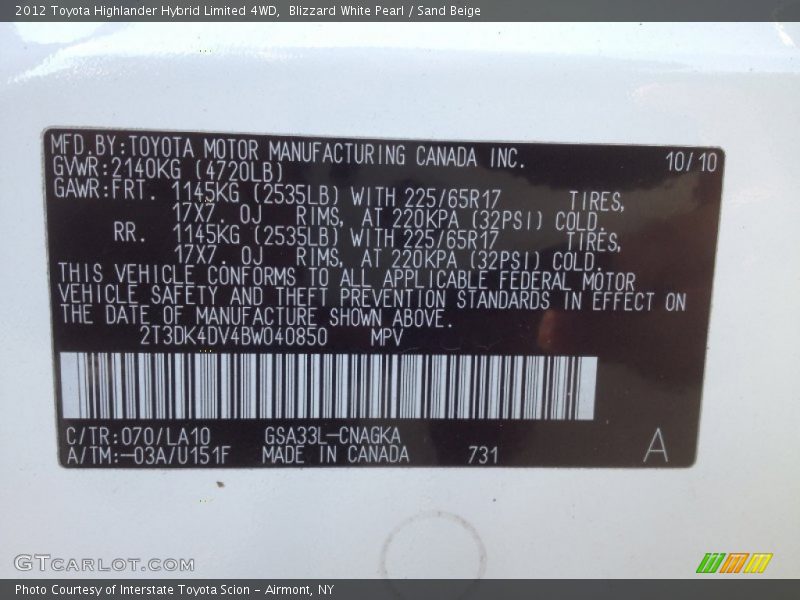 2012 Toyota Highlander Hybrid Limited 4WD, Blizzard White Pearl / Sand Beige
MFD.BY:TOYOTA MOTOR MANUFACTURING CANADA INC. 10/10
GVWR:2140KG (4720LB)
GAWR:FRT. 1145KG (2535LB) WITH 225/65R17 TIRES,
17X7.0J RIMS, AT 220KPA (32PSI) COLD.
RR. 1145KG (2535LB) WITH 225/65R17 TIRES,
17X7.0J RIMS, AT 220KPA (32PSI) COLD.
THIS VEHICLE CONFORMS TO ALL APPLICABLE FEDERAL MOTOR
VEHICLE SAFETY AND THEFT PREVENTION STANDARDS IN EFFECT ON
THE DATE OF MANUFACTURE SHOWN ABOVE.
2T3DK4DV4BW040850 MPV
C/TR:070/LA10 GSA33L-CNAGKA
A/TM:-03A/U151F MADE IN CANADA 731 A
GTCARLOT.COM
Photo Courtesy of Interstate Toyota Scion - Airmont, NY